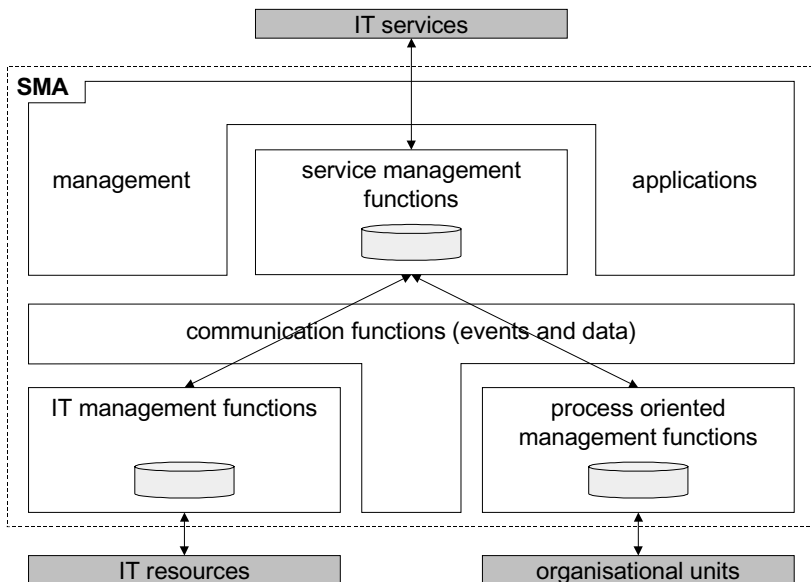 IT services
SMA
management
service management
functions
applications
communication functions (events and data)
IT management functions
process oriented
management functions
IT resources
organisational units